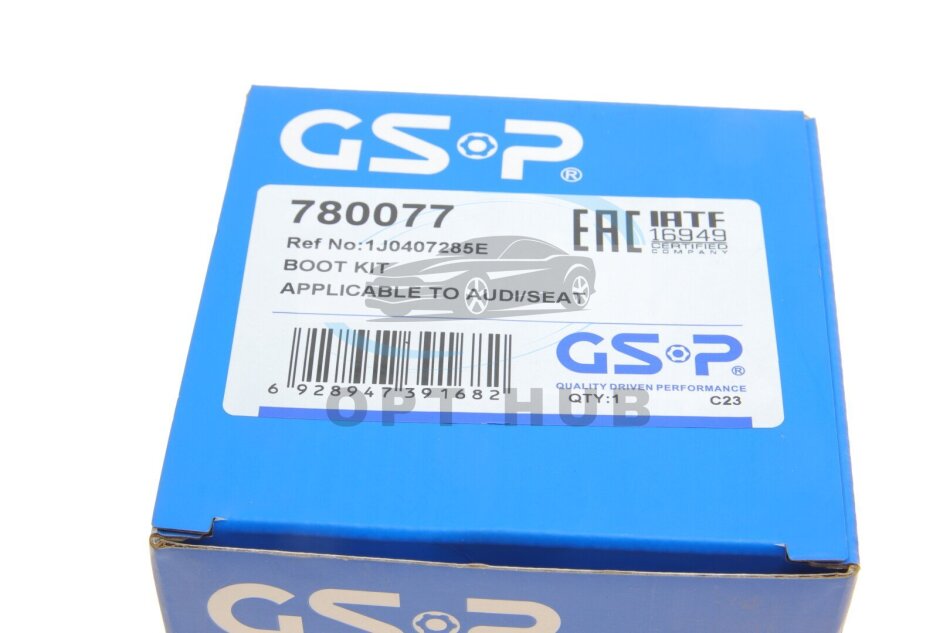 GSP®
780077
Ref No:1J0407285E
BOOT KIT
APPLICABLE TO AUDI/SEAT
EAC
IATF
16949
CERTIFIED
COMPANY
6 928947 391682
GSP®
QUALITY DRIVEN PERFORMANCE
QTY:1 C23
OPT HUB
GSP